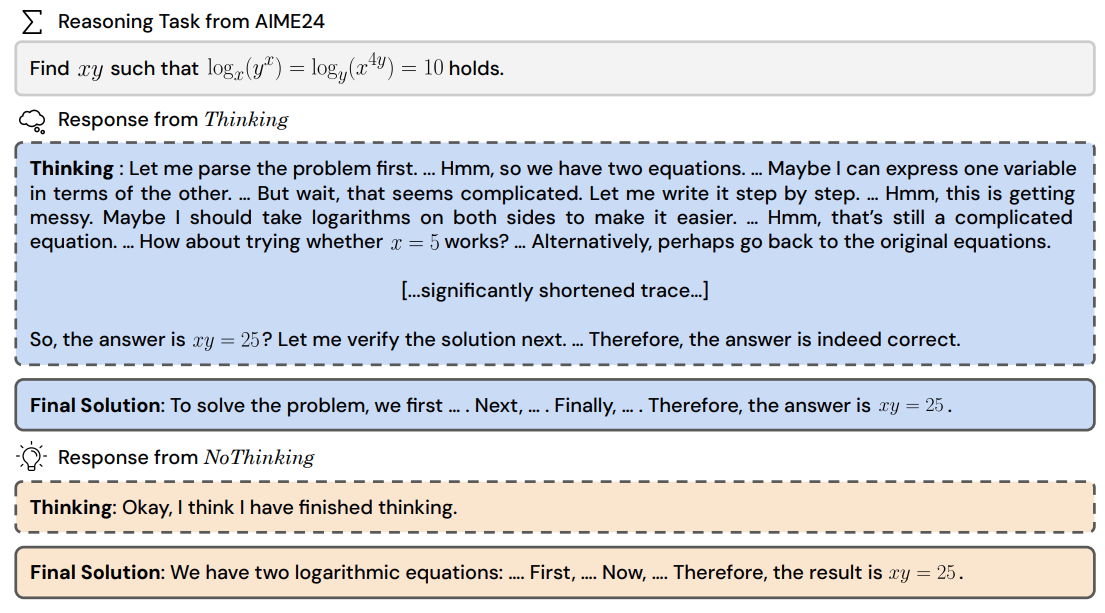 Reasoning Task from AIME24
Find xy such that logₓ(yˣ) = log_y(x⁴ʸ) = 10 holds.
Response from Thinking
Thinking : Let me parse the problem first. ... Hmm, so we have two equations. ... Maybe I can express one variable
in terms of the other. ... But wait, that seems complicated. Let me write it step by step. ... Hmm, this is getting
messy. Maybe I should take logarithms on both sides to make it easier. ... Hmm, that's still a complicated
equation. ... How about trying whether x = 5 works? ... Alternatively, perhaps go back to the original equations.
[...significantly shortened trace...]
So, the answer is xy = 25? Let me verify the solution next. ... Therefore, the answer is indeed correct.
Final Solution: To solve the problem, we first ... . Next, ... . Finally, ... . Therefore, the answer is xy = 25.
Response from NoThinking
Thinking: Okay, I think I have finished thinking.
Final Solution: We have two logarithmic equations: .... First, .... Now, .... Therefore, the result is xy = 25.